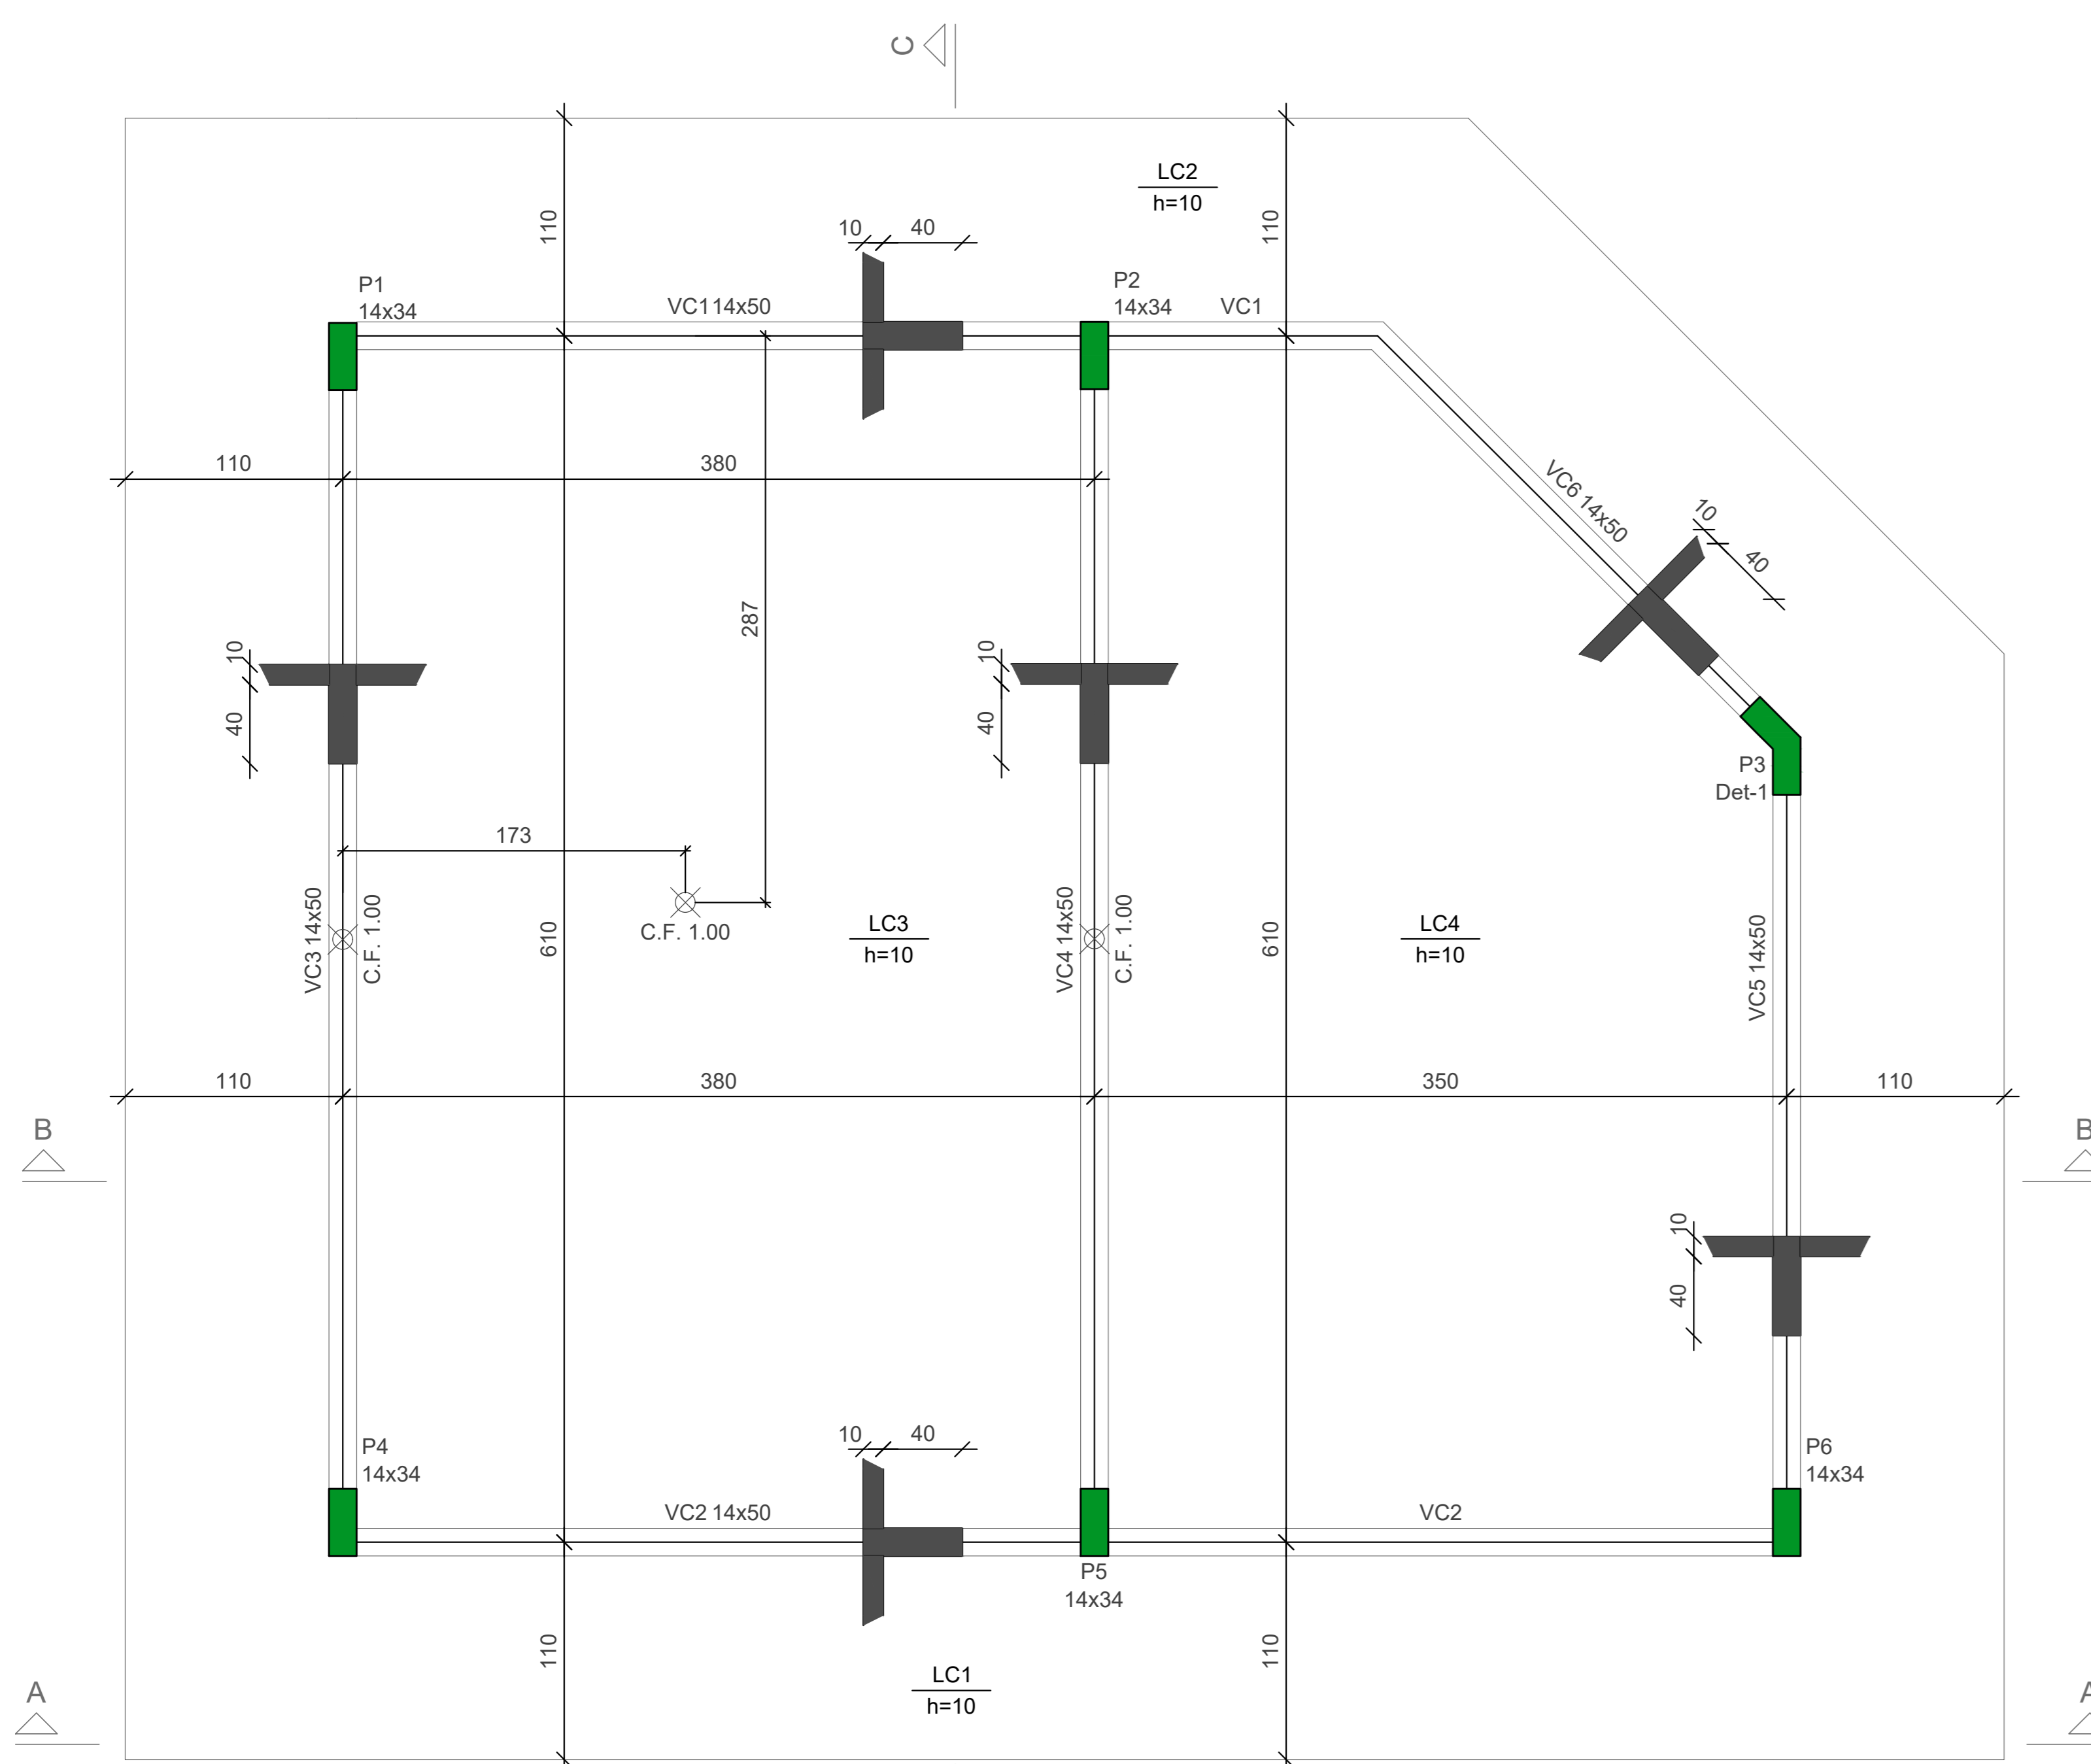 C
LC2
h=10
110
110
10
40
P1
14x34
VC114x50
P2
14x34
VC1
110
380
VC6 14x50
10
40
287
10
40
10
40
P3
Det-1
173
VC3 14x50
C.F. 1.00
C.F. 1.00
610
LC3
h=10
VC4 14x50
C.F. 1.00
610
LC4
h=10
VC5 14x50
110
380
350
110
B
B
10
40
10
40
P4
14x34
P6
14x34
VC2 14x50
VC2
P5
14x34
110
110
LC1
h=10
A
A